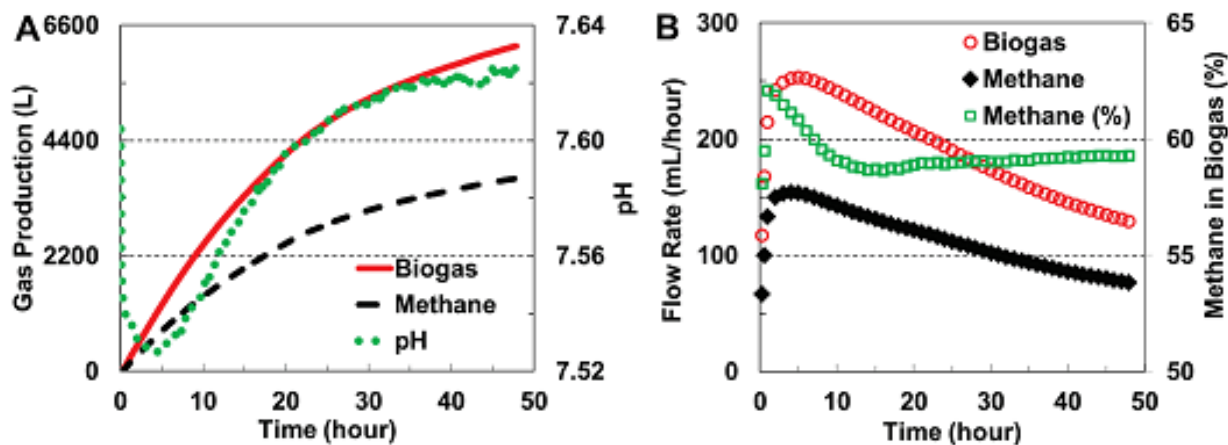 A
Gas Production (L)
6600
4400
2200
0
7.64
7.60
7.56
7.52
pH
Biogas
Methane
pH
0 10 20 30 40 50
Time (hour)
B
Flow Rate (mL/hour)
300
200
100
0
65
60
55
50
Methane in Biogas (%)
Biogas
Methane
Methane (%)
0 10 20 30 40 50
Time (hour)